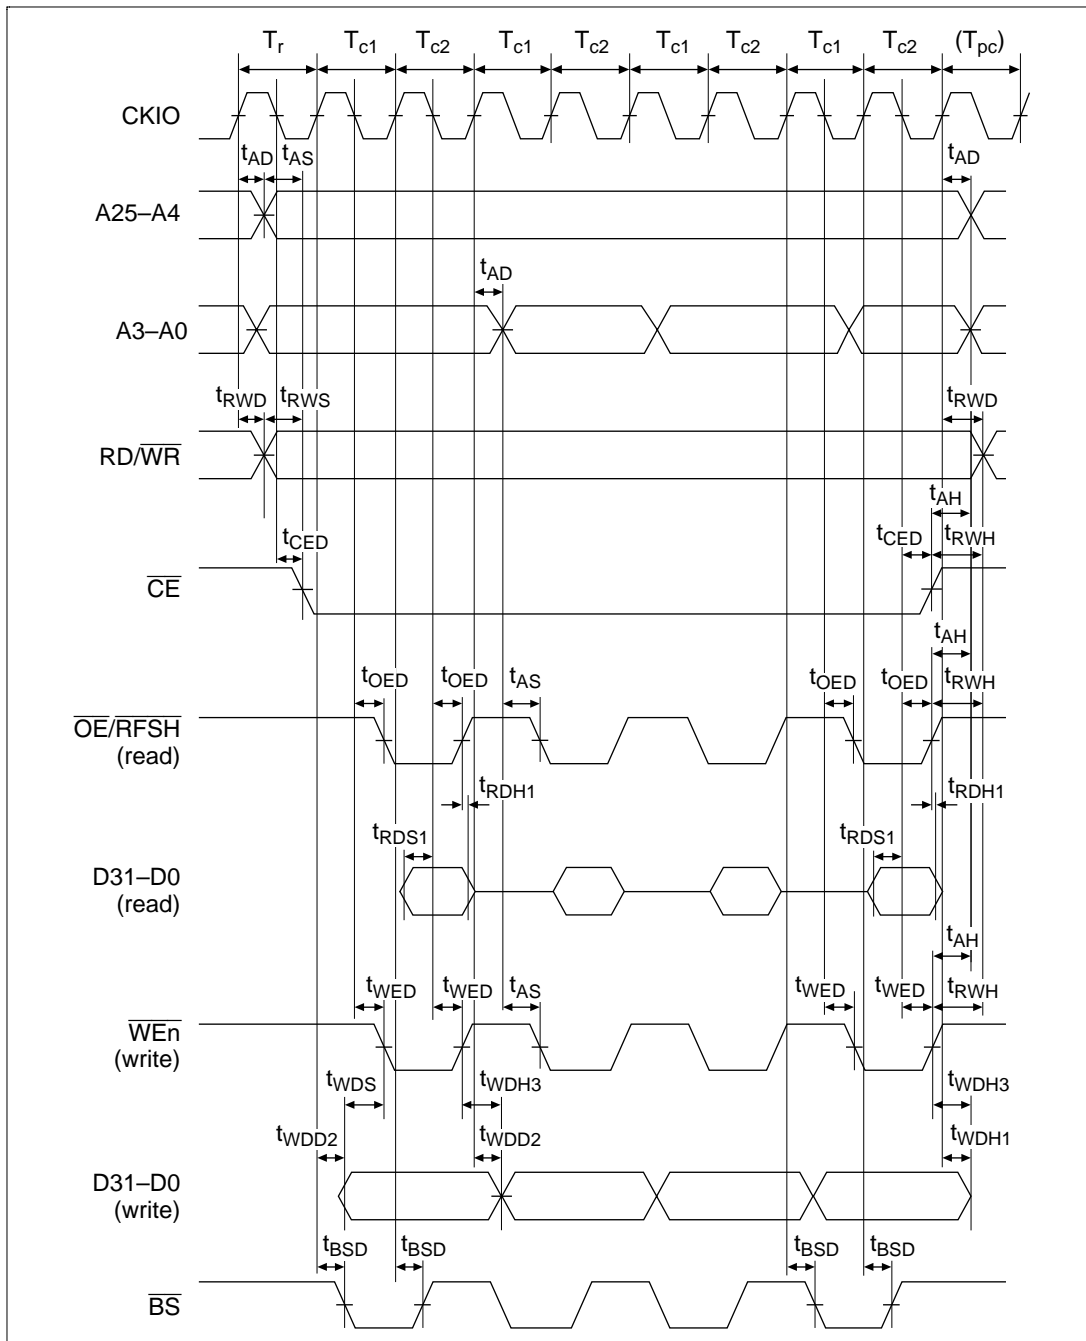 Tr Tc1 Tc2 Tc1 Tc2 Tc1 Tc2 Tc1 Tc2 (Tpc)
CKIO
tAD tAS tAD
A25–A4
tAD
A3–A0
tRWD tRWS tRWD
RD/WR
tAH
tCED tCED tRWH
CE
tAH
tOED tOED tAS tOED tOED tRWH
OE/RFSH
(read)
tRDH1 tRDH1
tRDS1 tRDS1
D31–D0
(read)
tAH
tWED tWED tAS tWED tWED tRWH
WEn
(write)
tWDS tWDH3 tWDH3
tWDD2 tWDD2 tWDH1
D31–D0
(write)
tBSD tBSD tBSD tBSD
BS